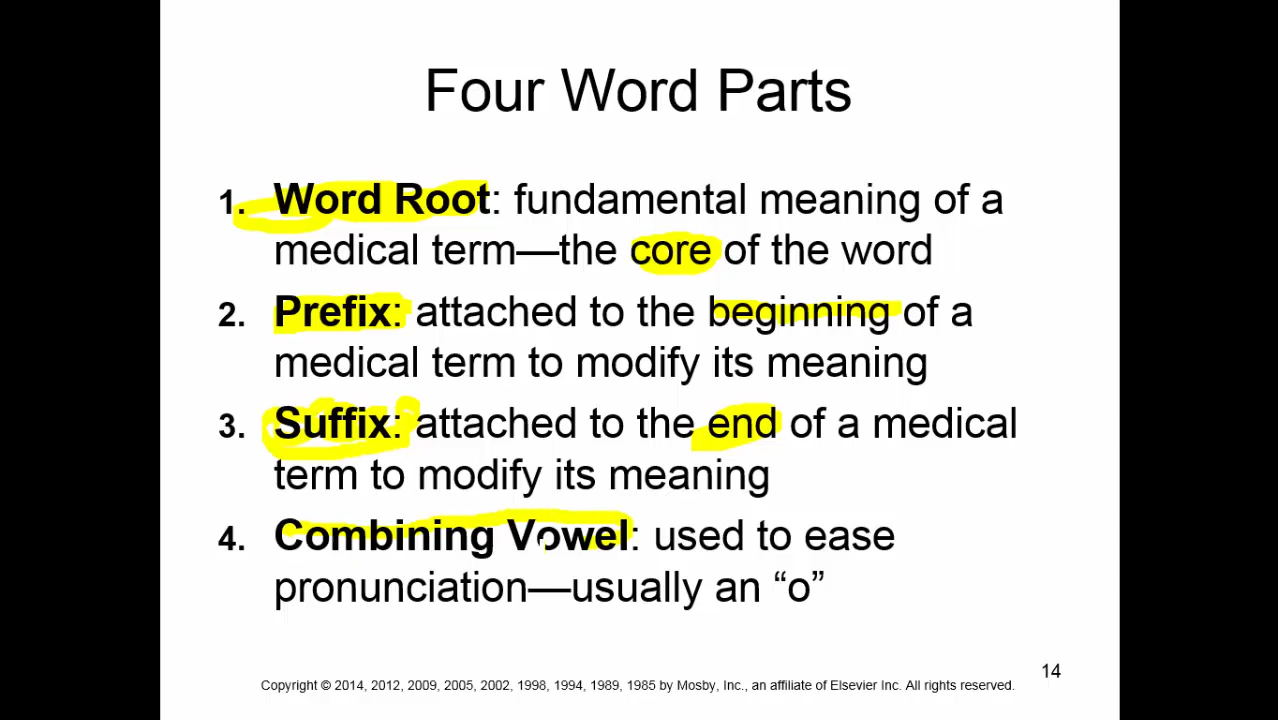 Four Word Parts
1. Word Root: fundamental meaning of a
medical term—the core of the word
2. Prefix: attached to the beginning of a
medical term to modify its meaning
3. Suffix: attached to the end of a medical
term to modify its meaning
4. Combining Vowel: used to ease
pronunciation—usually an “o”
14
Copyright © 2014, 2012, 2009, 2005, 2002, 1998, 1994, 1989, 1985 by Mosby, Inc., an affiliate of Elsevier Inc. All rights reserved.